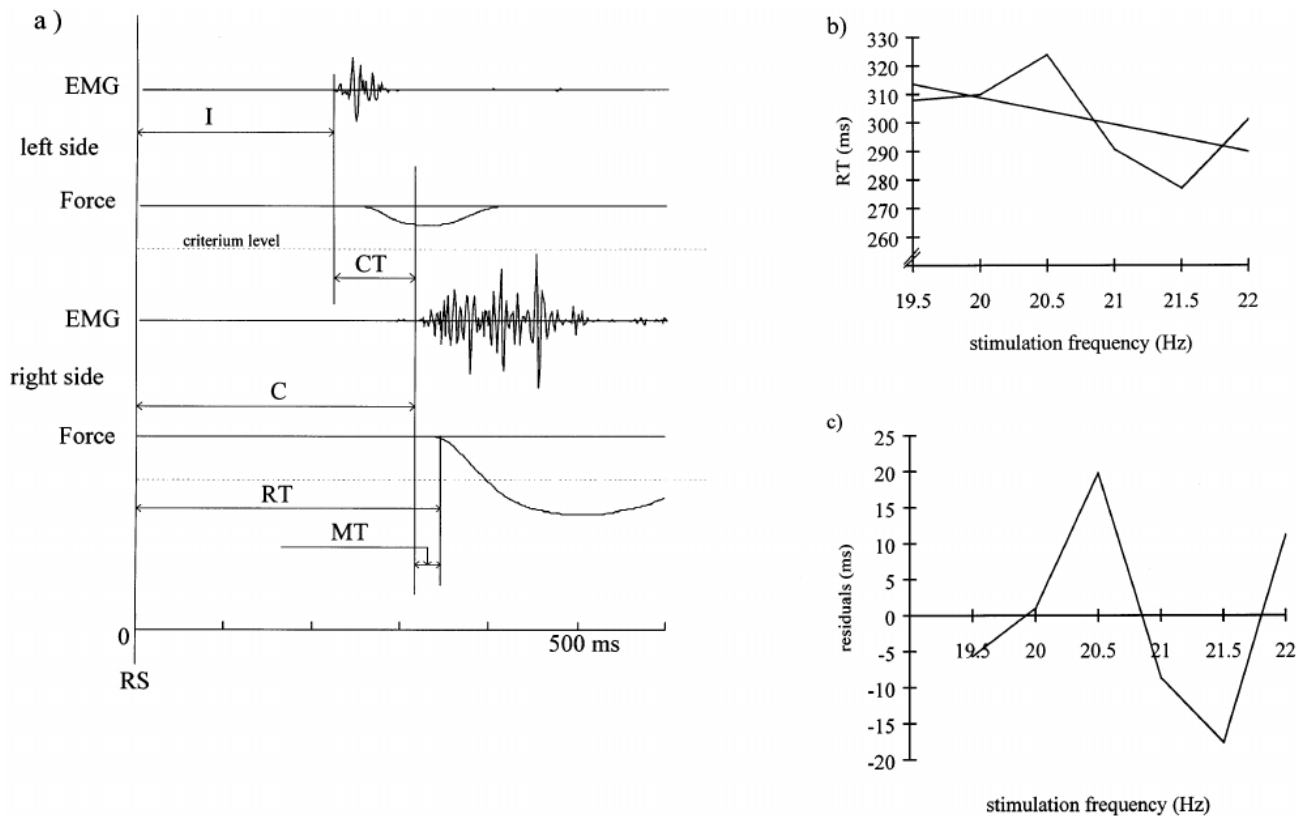 a )
EMG
I
left side
Force
criterium level
CT
EMG
right side
C
Force
RT
MT
0
500 ms
RS
b)
330
320
310
300
290
280
270
260
RT (ms)
19.5 20 20.5 21 21.5 22
stimulation frequency (Hz)
c)
25
20
15
10
5
0
-5
-10
-15
-20
residuals (ms)
19.5 20 20.5 21 21.5 22
stimulation frequency (Hz)